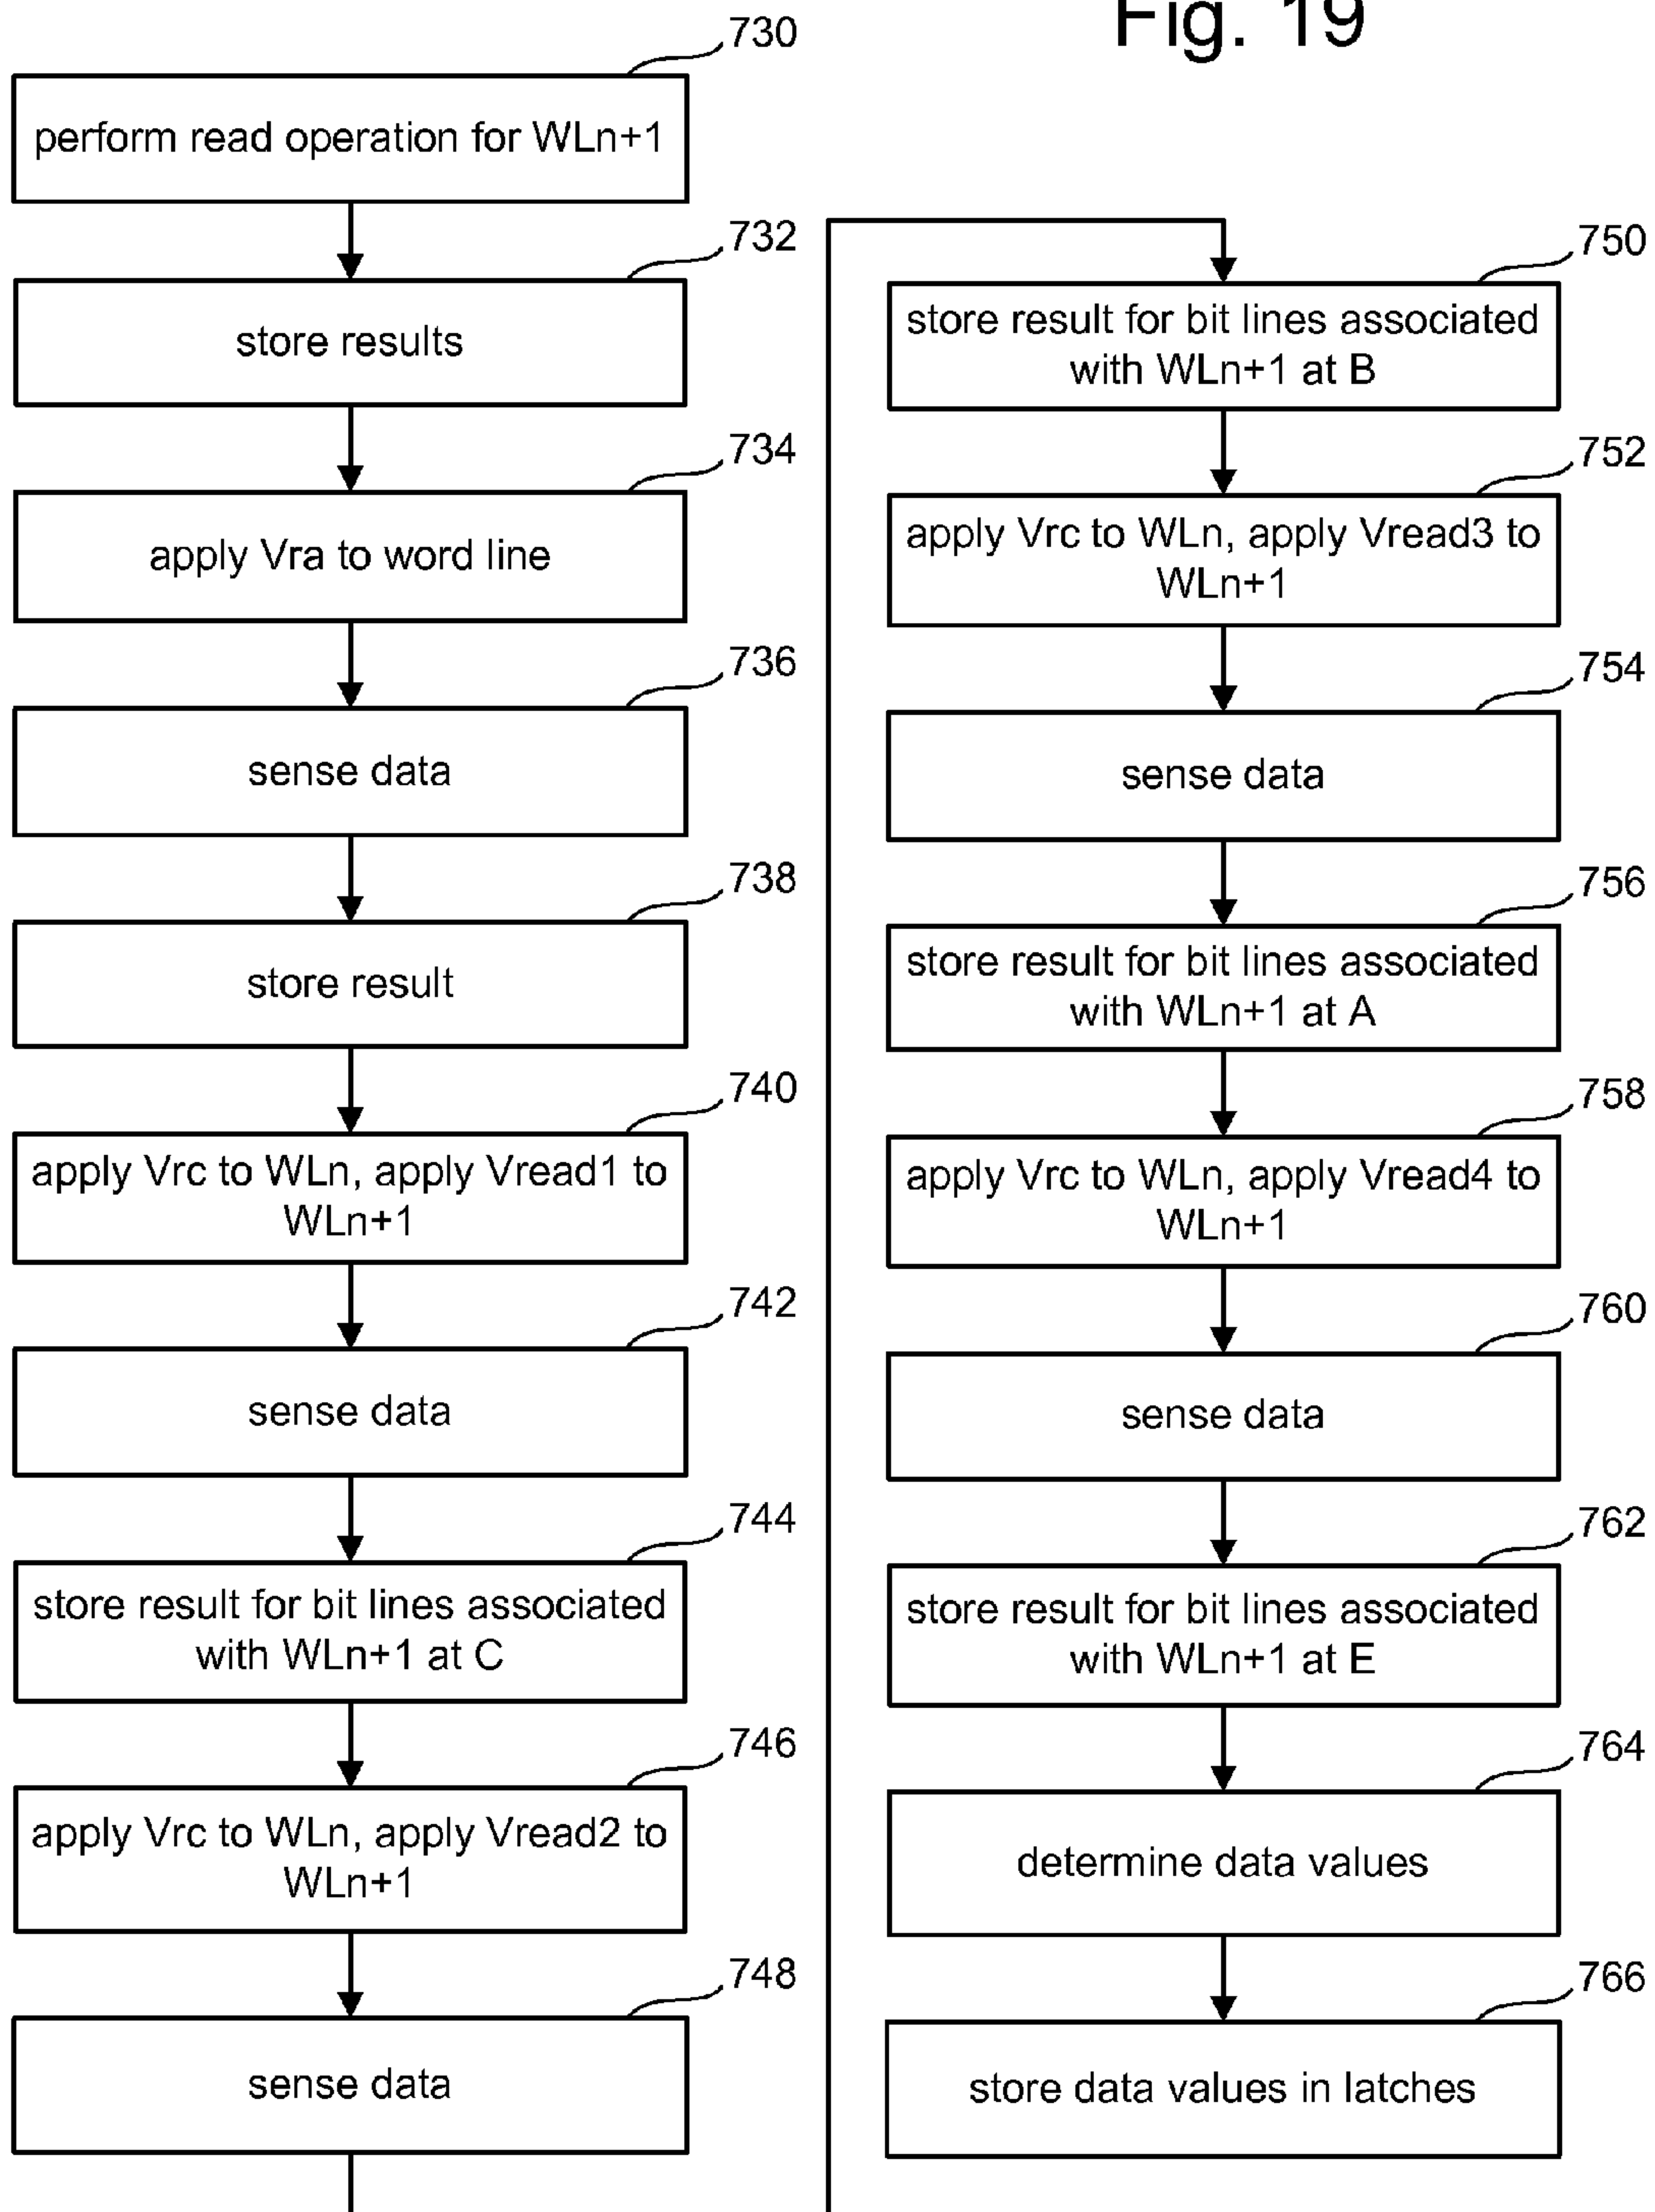 Fig. 19
730
perform read operation for WLn+1
732
store results
734
apply Vra to word line
736
sense data
738
store result
740
apply Vrc to WLn, apply Vread1 to
WLn+1
742
sense data
744
store result for bit lines associated
with WLn+1 at C
746
apply Vrc to WLn, apply Vread2 to
WLn+1
748
sense data
750
store result for bit lines associated
with WLn+1 at B
752
apply Vrc to WLn, apply Vread3 to
WLn+1
754
sense data
756
store result for bit lines associated
with WLn+1 at A
758
apply Vrc to WLn, apply Vread4 to
WLn+1
760
sense data
762
store result for bit lines associated
with WLn+1 at E
764
determine data values
766
store data values in latches